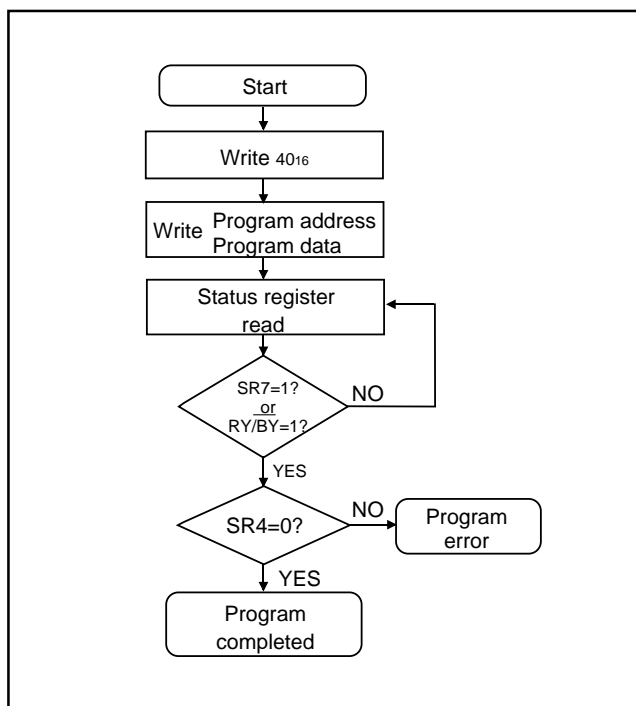 Start
Write 40₁₆
Write Program address
Program data
Status register
read
SR7=1?
or
RY/B̅Y̅=1?
NO
YES
SR4=0?
NO
Program
error
YES
Program
completed